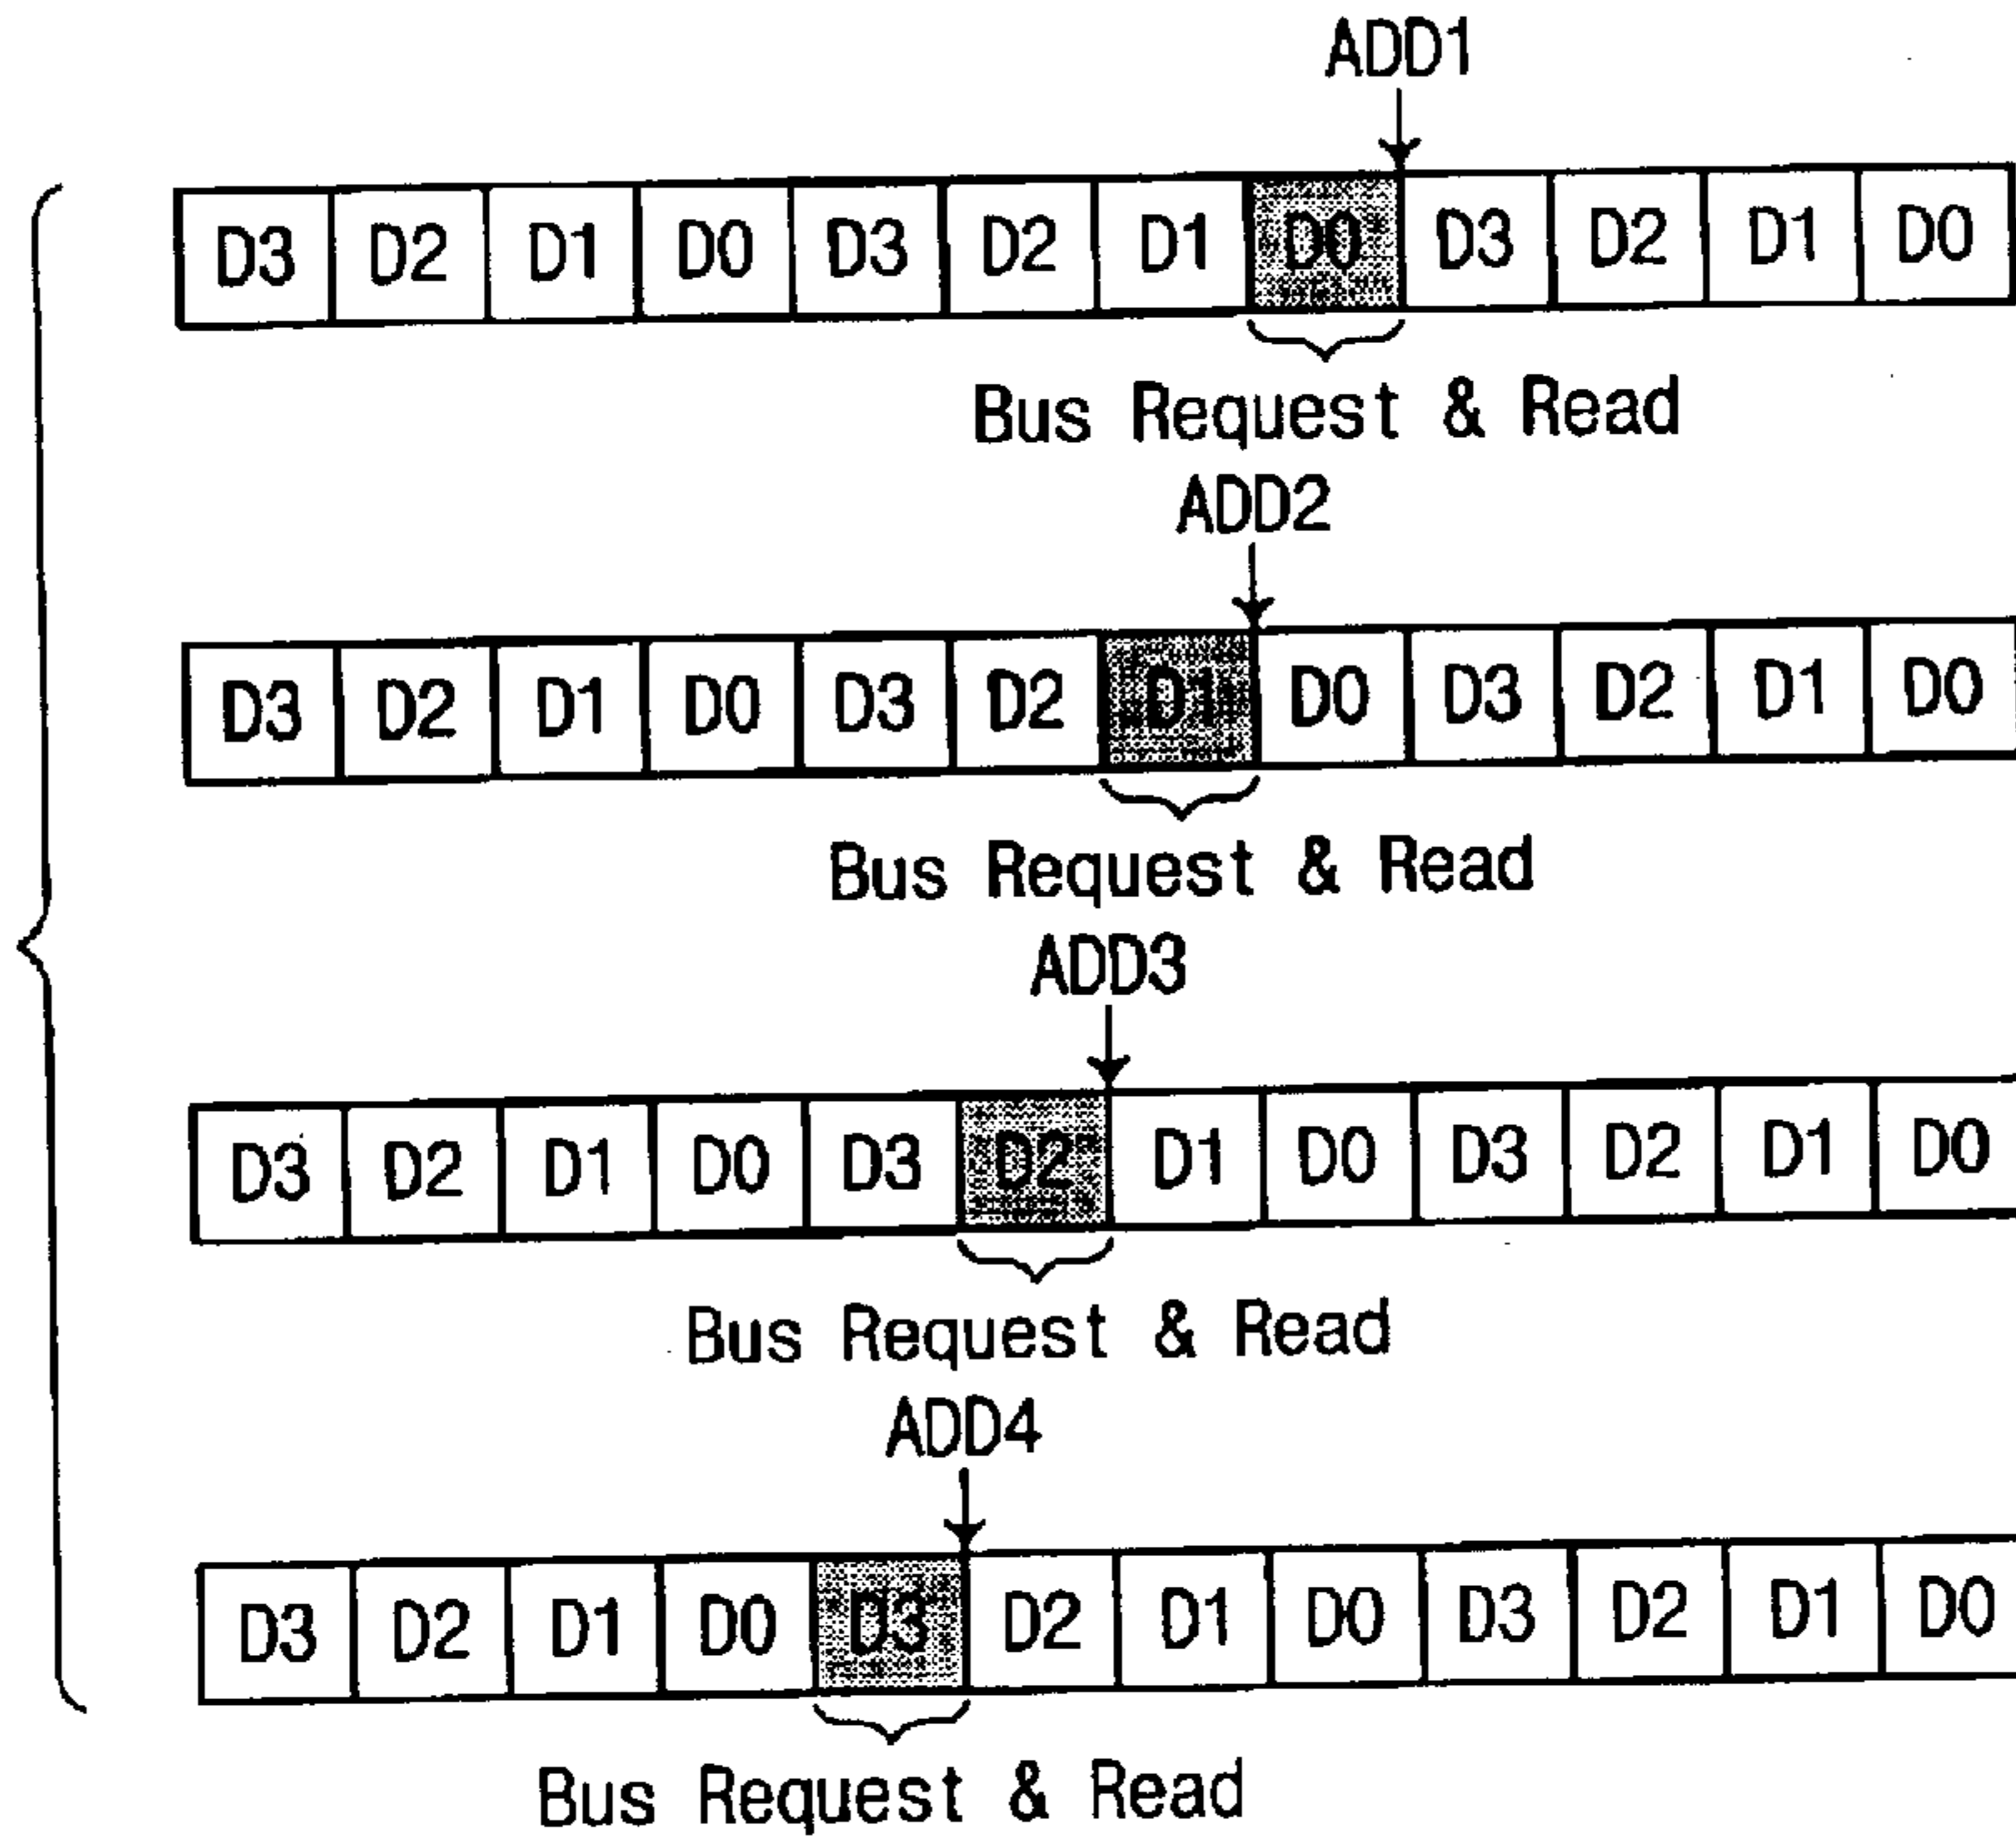 ADD1
D3 D2 D1 D0 D3 D2 D1 D0 D3 D2 D1 D0
Bus Request & Read
ADD2
D3 D2 D1 D0 D3 D2 D1 D0 D3 D2 D1 D0
Bus Request & Read
ADD3
D3 D2 D1 D0 D3 D2 D1 D0 D3 D2 D1 D0
Bus Request & Read
ADD4
D3 D2 D1 D0 D3 D2 D1 D0 D3 D2 D1 D0
Bus Request & Read